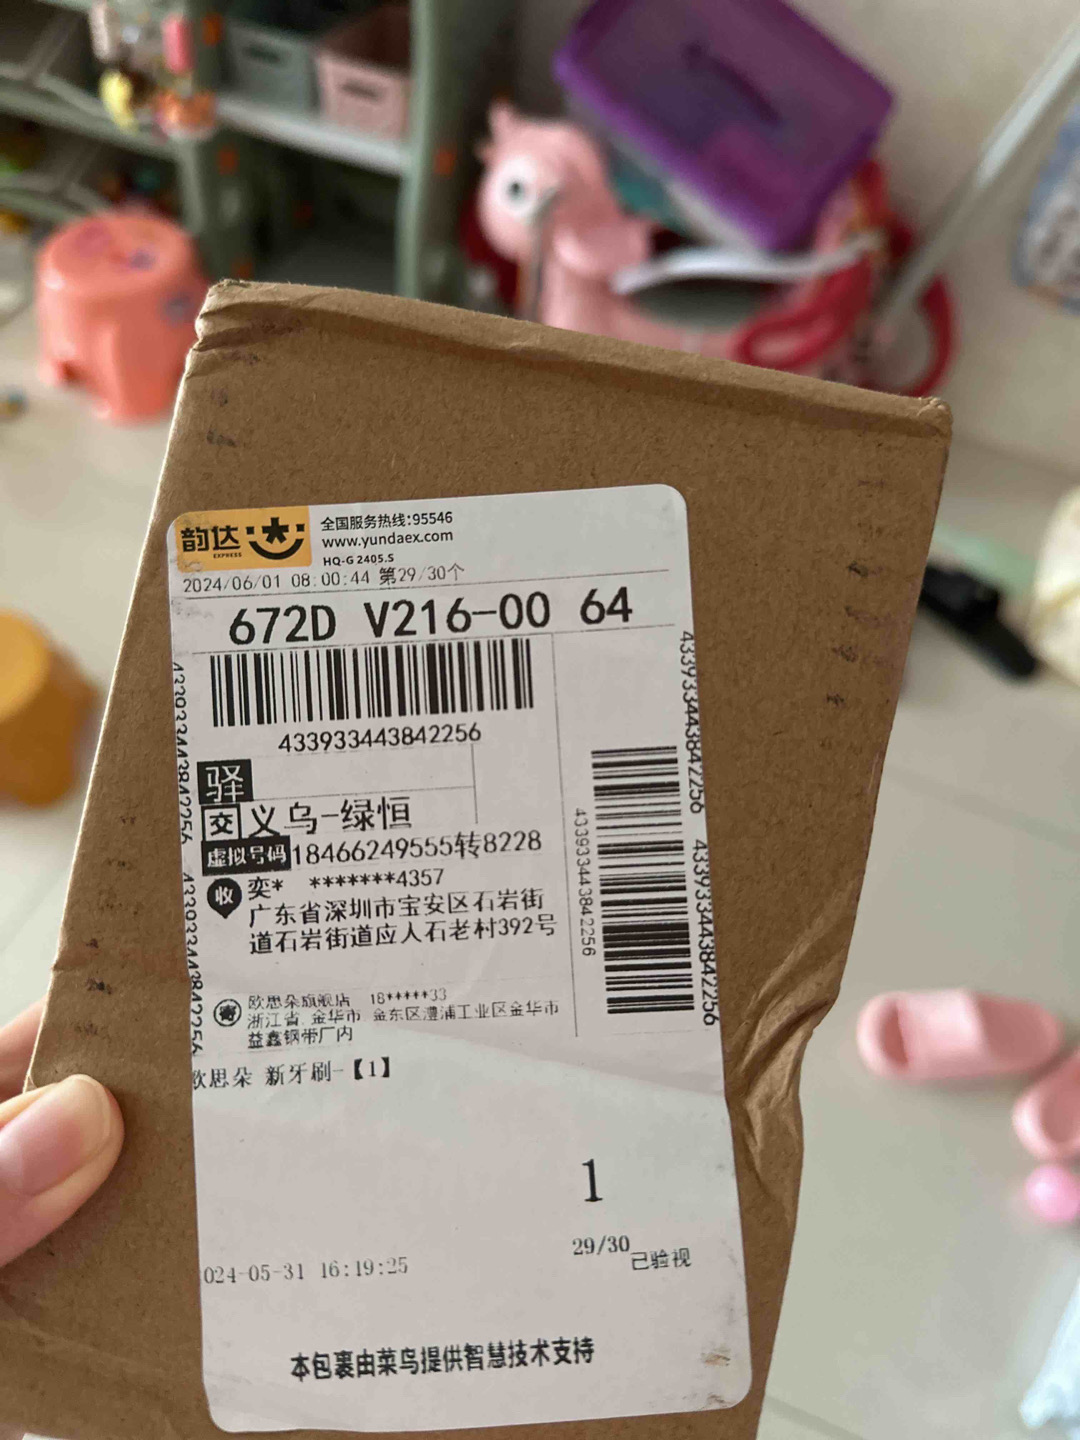 韵达
EXPRESS
全国服务热线:95546
www.yundaex.com
HQ-G 2405.S
2024/06/01 08:00:44 第29/30个
672D V216-00 64
433933443842256
驿
交 义乌-绿恒
虚拟号码 18466249555转8228
收 奕* *******4357
广东省深圳市宝安区石岩街
道石岩街道应人石老村392号
寄 欧思朵旗舰店 18*****33
浙江省 金华市 金东区澧浦工业区金华市
益鑫钢带厂内
欧思朵 新牙刷-【1】
1
29/30
已验视
024-05-31 16:19:25
本包裹由菜鸟提供智慧技术支持
433933443842256
433933443842256
433933443842256
433933443842256
433933443842256